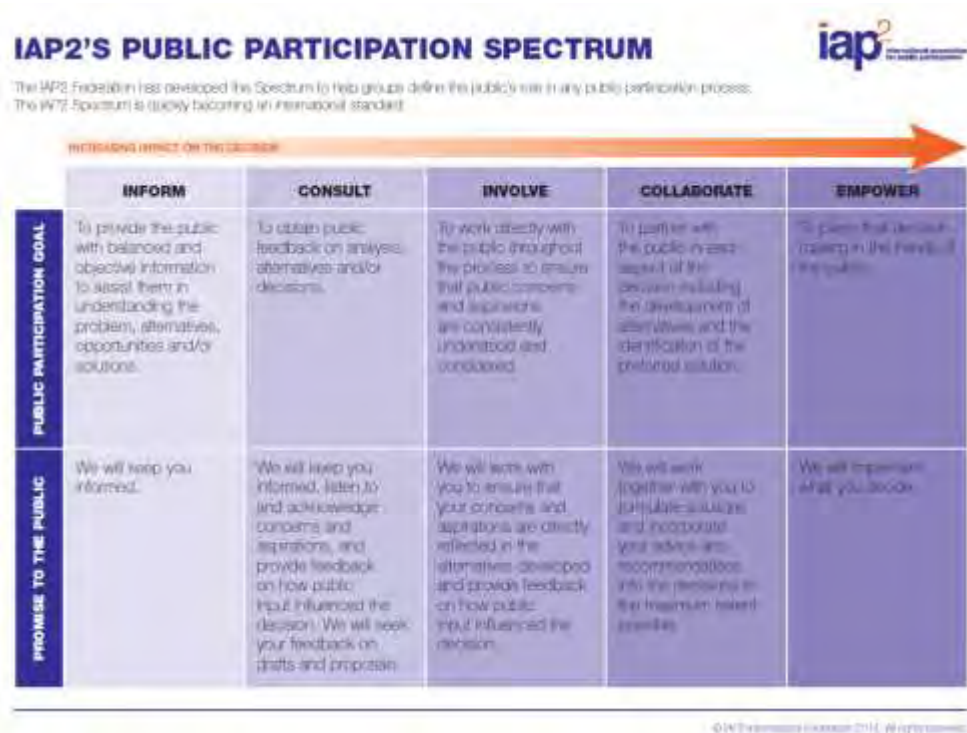 IAP2'S PUBLIC PARTICIPATION SPECTRUM
iap2
international association
for public participation
The IAP2 Federation has developed the Spectrum to help groups define the public's role in any public participation process.
The IAP2 Spectrum is quickly becoming an international standard.
INCREASING IMPACT ON THE DECISION
INFORM
CONSULT
INVOLVE
COLLABORATE
EMPOWER
PUBLIC PARTICIPATION GOAL
To provide the public
with balanced and
objective information
to assist them in
understanding the
problem, alternatives,
opportunities and/or
solutions.
To obtain public
feedback on analysis,
alternatives and/or
decisions.
To work directly with
the public throughout
the process to ensure
that public concerns
and aspirations
are consistently
understood and
considered.
To partner with
the public in each
aspect of the
decision including
the development of
alternatives and the
identification of the
preferred solution.
To place final decision
making in the hands of
the public.
PROMISE TO THE PUBLIC
We will keep you
informed.
We will keep you
informed, listen to
and acknowledge
concerns and
aspirations, and
provide feedback
on how public
input influenced the
decision. We will seek
your feedback on
drafts and proposals.
We will work with
you to ensure that
your concerns and
aspirations are directly
reflected in the
alternatives developed
and provide feedback
on how public
input influenced the
decision.
We will work
together with you to
formulate solutions
and incorporate
your advice and
recommendations
into the decisions to
the maximum extent
possible.
We will implement
what you decide.
All rights reserved.